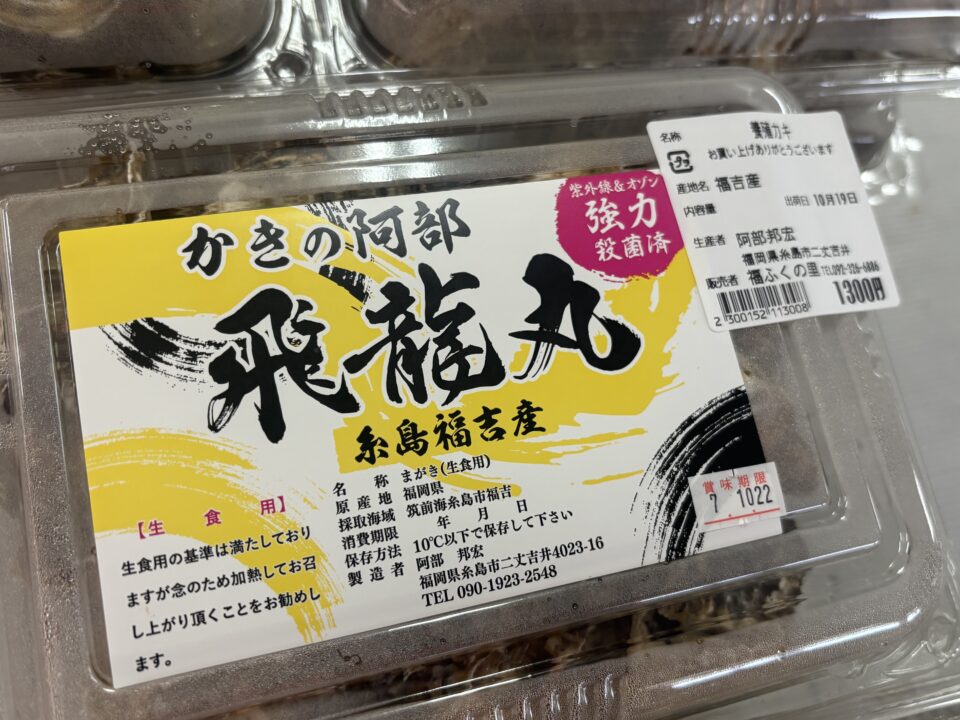 かきの阿部
飛龍丸
糸島福吉産
紫外線&オゾン
強力
殺菌済
【生食用】
生食用の基準は満たしており
ますが念のため加熱してお召
し上がり頂くことをお勧めし
ます。
名称 まがき(生食用)
原産地 福岡県
採取海域 筑前海糸島市福吉
消費期限 年 月 日
保存方法 10℃以下で保存して下さい
製造者 阿部 邦宏
福岡県糸島市二丈吉井4023-16
TEL 090-1923-2548
名称 養殖カキ
お買い上げありがとうございます
プラ
産地名 福吉産
出荷日 10月19日
内容量
生産者 阿部邦宏
福岡県糸島市二丈吉井
販売者 福ふくの里 TEL092-326-6886
1300円
2300152113008
賞味期限
7. 10.22